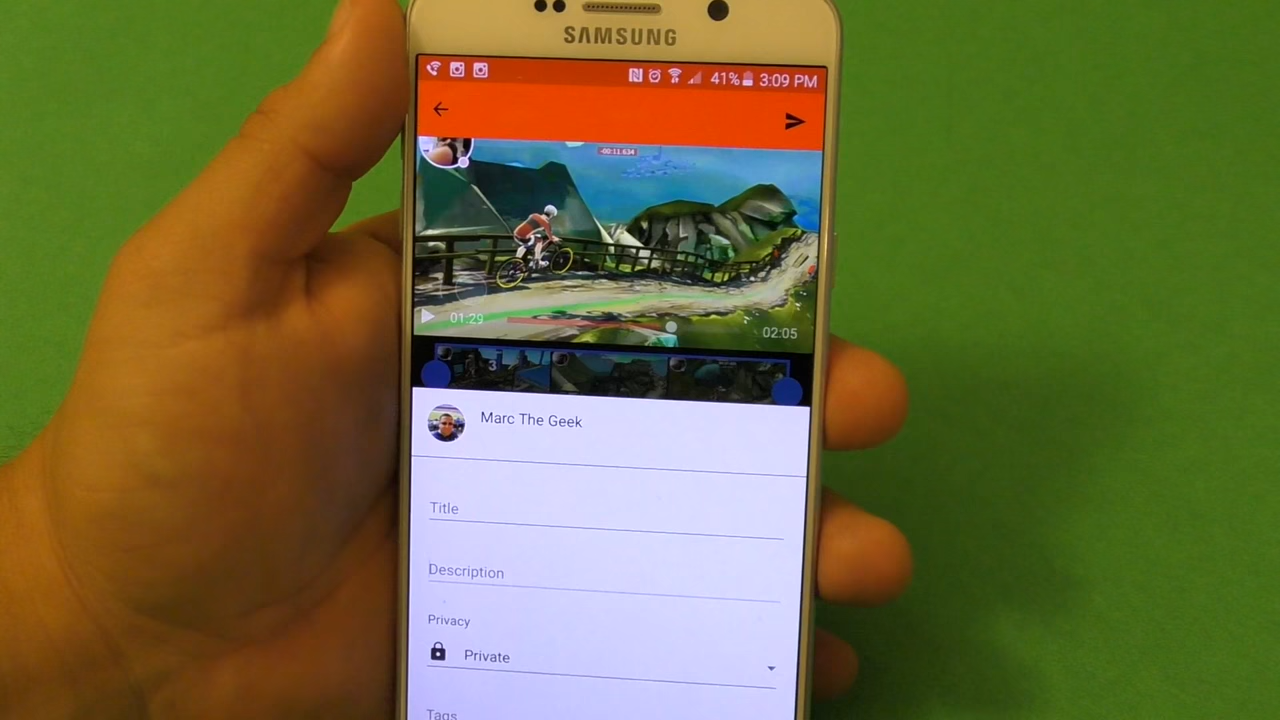 SAMSUNG
41% 3:09 PM
-00:11.634
01:29
02:05
3
Marc The Geek
Title
Description
Privacy
Private
Tags